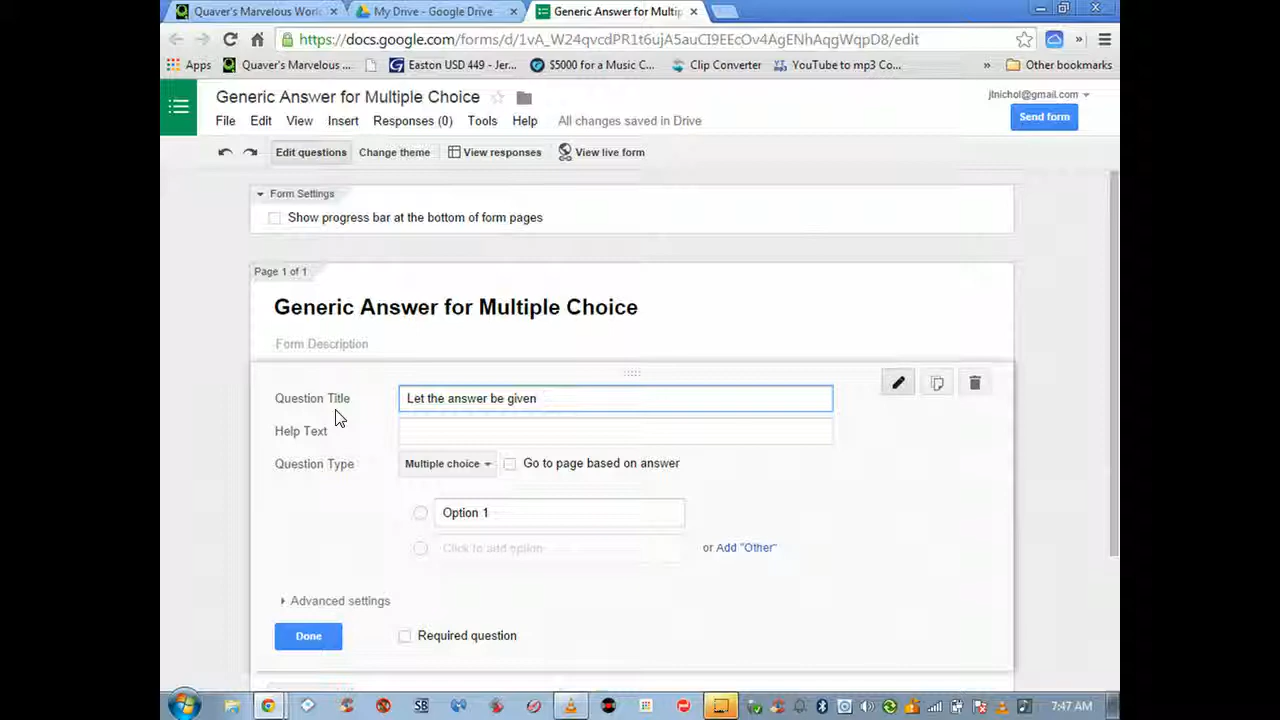 Quaver's Marvelous Worl
My Drive - Google Drive
Generic Answer for Multip
https://docs.google.com/forms/d/1vA_W24qvcdPR1t6ujA5auCI9EEcOv4AgENhAqgWqpD8/edit
Apps
Quaver's Marvelous ...
Easton USD 449 - Jer...
$5000 for a Music C...
Clip Converter
YouTube to mp3 Co...
»
Other bookmarks
Generic Answer for Multiple Choice
jtnichol@gmail.com
Send form
File Edit View Insert Responses (0) Tools Help All changes saved in Drive
Edit questions Change theme View responses View live form
Form Settings
Show progress bar at the bottom of form pages
Page 1 of 1
Generic Answer for Multiple Choice
Form Description
Question Title Let the answer be given
Help Text
Question Type Multiple choice Go to page based on answer
Option 1
Click to add option or Add "Other"
Advanced settings
Done Required question
SB
7:47 AM